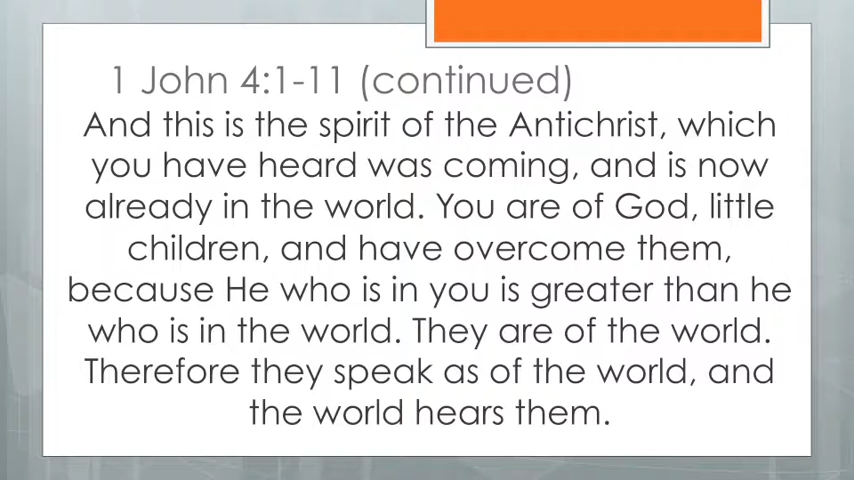 1 John 4:1-11 (continued)
And this is the spirit of the Antichrist, which
you have heard was coming, and is now
already in the world. You are of God, little
children, and have overcome them,
because He who is in you is greater than he
who is in the world. They are of the world.
Therefore they speak as of the world, and
the world hears them.